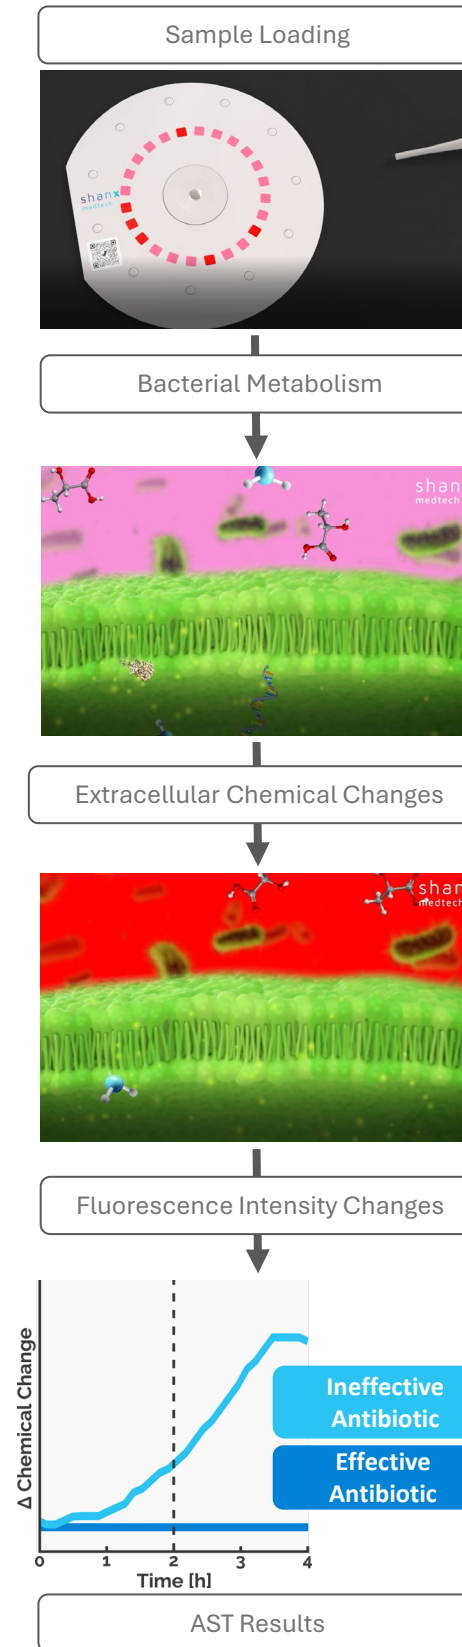 Sample Loading
shanx
medtech
Bacterial Metabolism
shan
medtech
Extracellular Chemical Changes
shan
medtech
Fluorescence Intensity Changes
Δ Chemical Change
Ineffective
Antibiotic
Effective
Antibiotic
0 1 2 3 4
Time [h]
AST Results